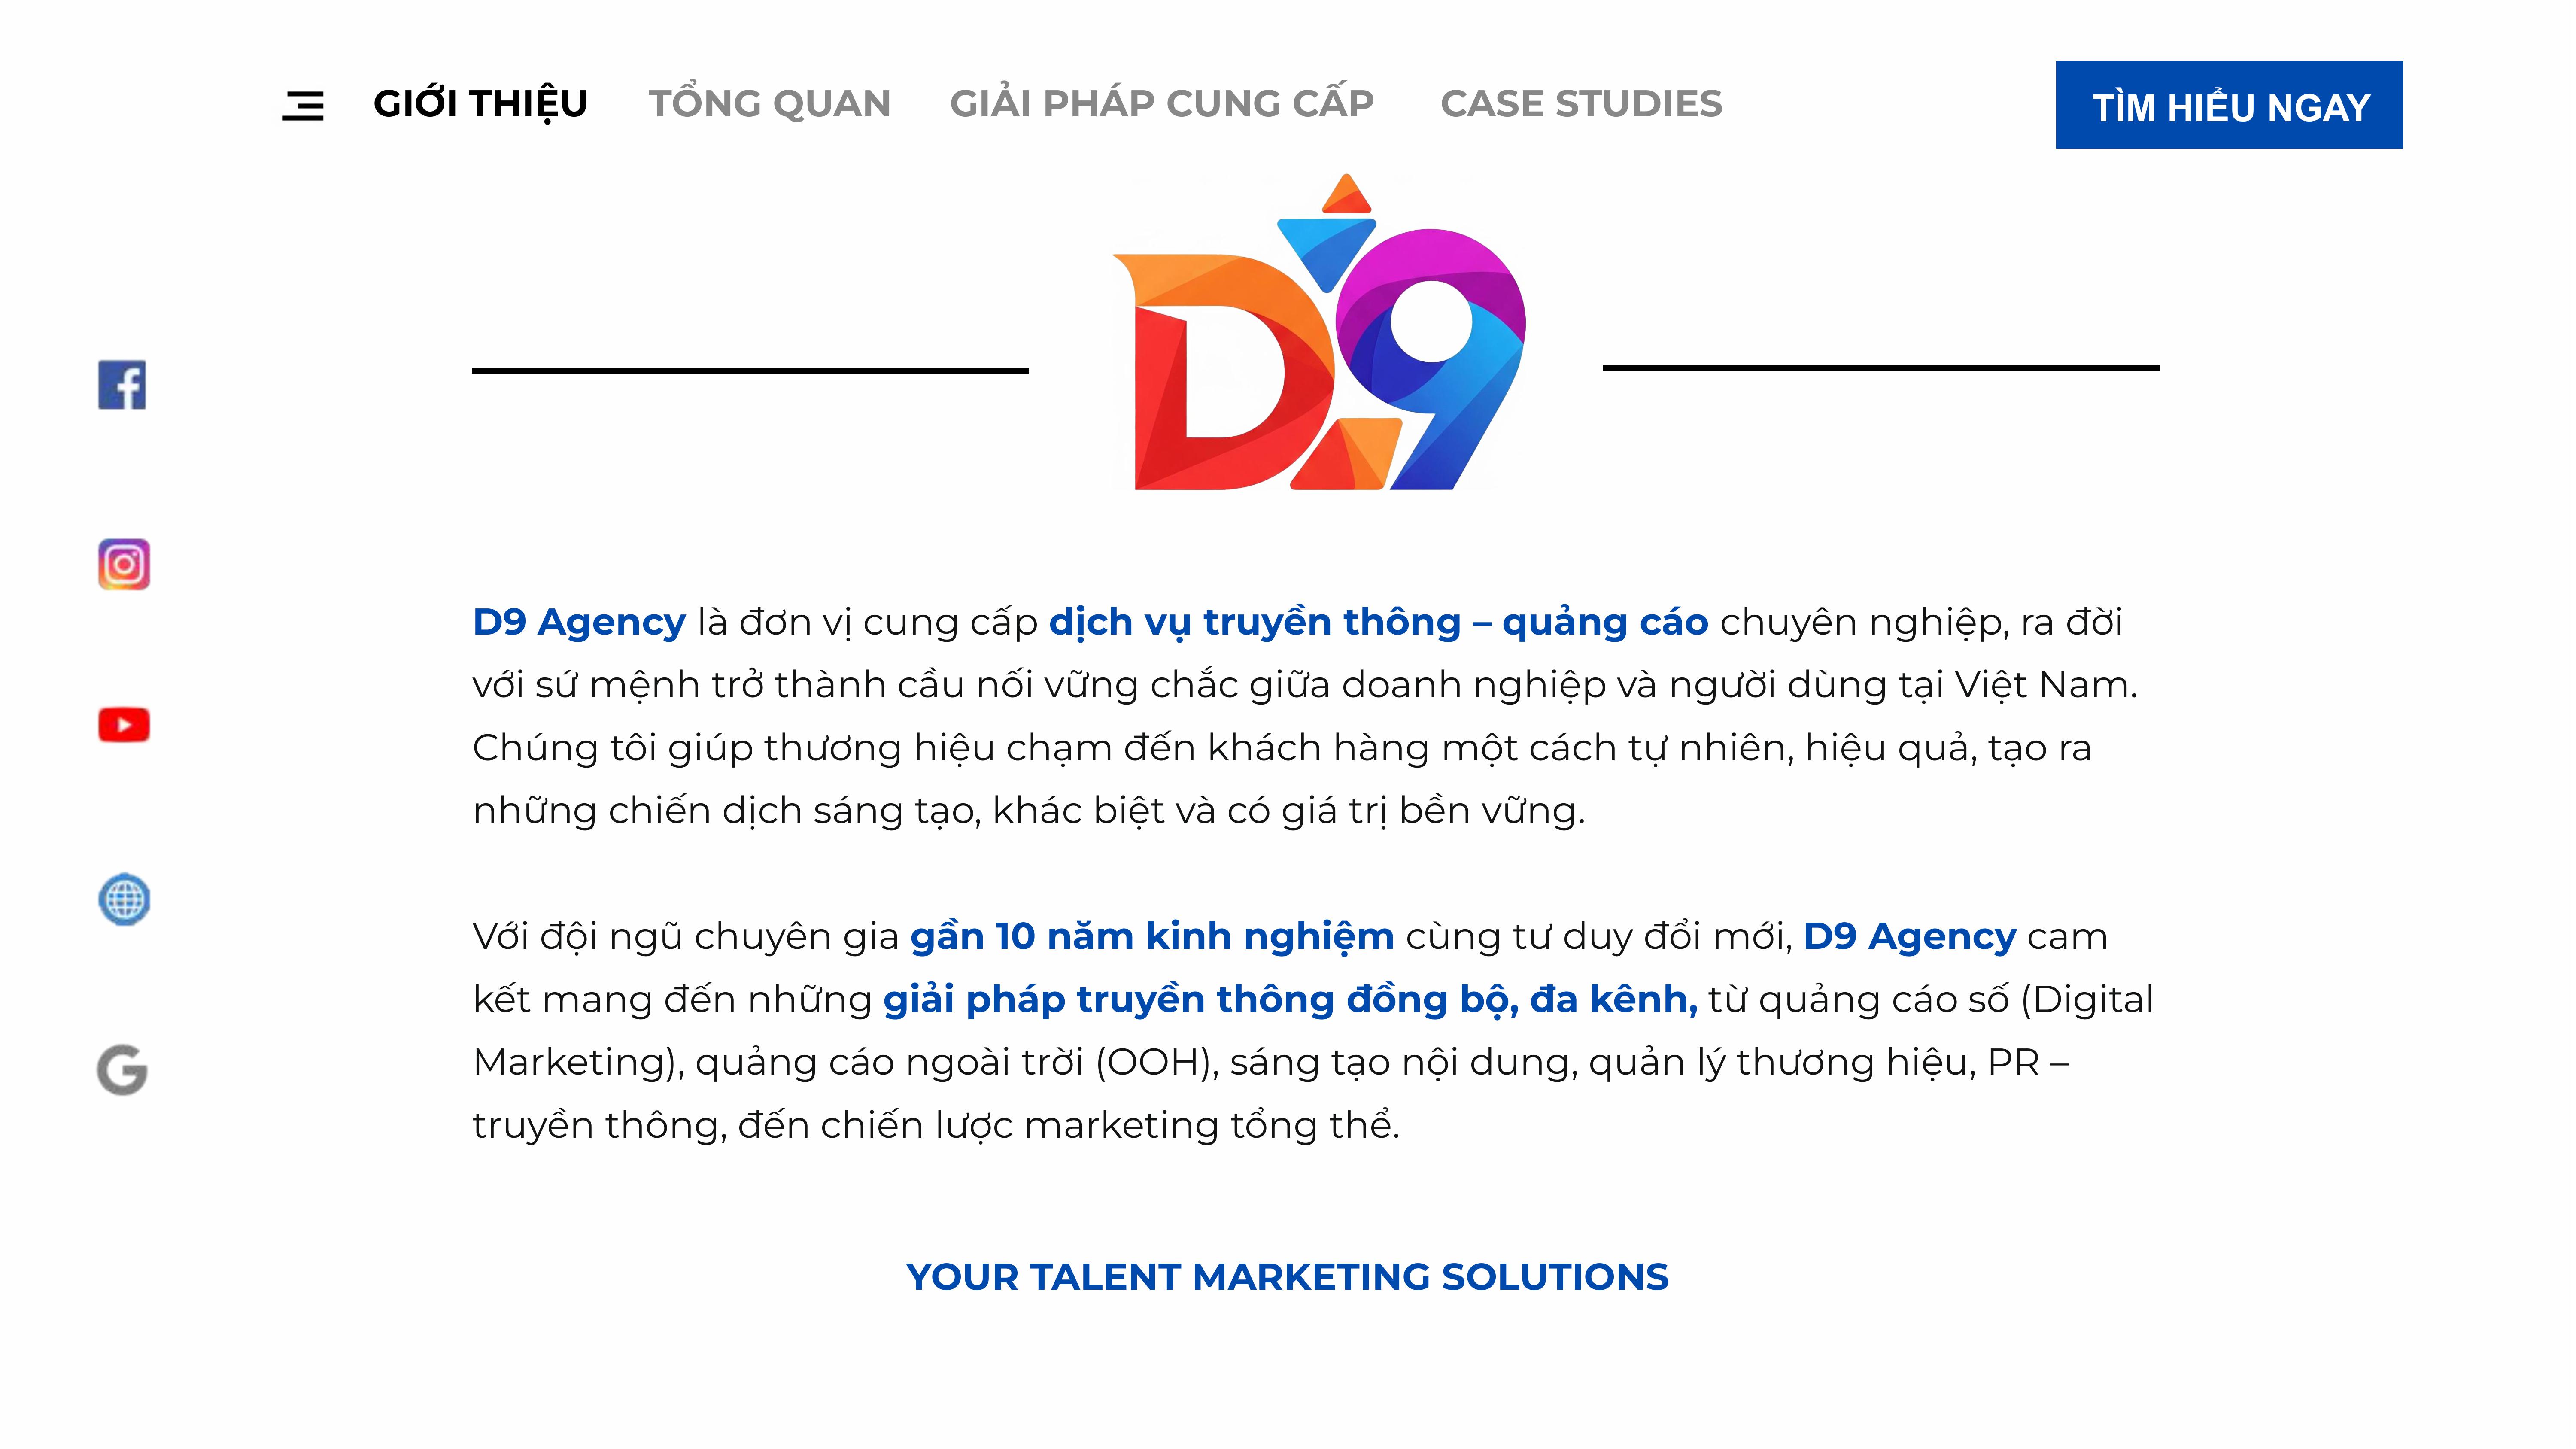 GIỚI THIỆU
TỔNG QUAN
GIẢI PHÁP CUNG CẤP
CASE STUDIES
TÌM HIỂU NGAY
D9
D9 Agency là đơn vị cung cấp dịch vụ truyền thông – quảng cáo chuyên nghiệp, ra đời
với sứ mệnh trở thành cầu nối vững chắc giữa doanh nghiệp và người dùng tại Việt Nam.
Chúng tôi giúp thương hiệu chạm đến khách hàng một cách tự nhiên, hiệu quả, tạo ra
những chiến dịch sáng tạo, khác biệt và có giá trị bền vững.
Với đội ngũ chuyên gia gần 10 năm kinh nghiệm cùng tư duy đổi mới, D9 Agency cam
kết mang đến những giải pháp truyền thông đồng bộ, đa kênh, từ quảng cáo số (Digital
Marketing), quảng cáo ngoài trời (OOH), sáng tạo nội dung, quản lý thương hiệu, PR –
truyền thông, đến chiến lược marketing tổng thể.
YOUR TALENT MARKETING SOLUTIONS